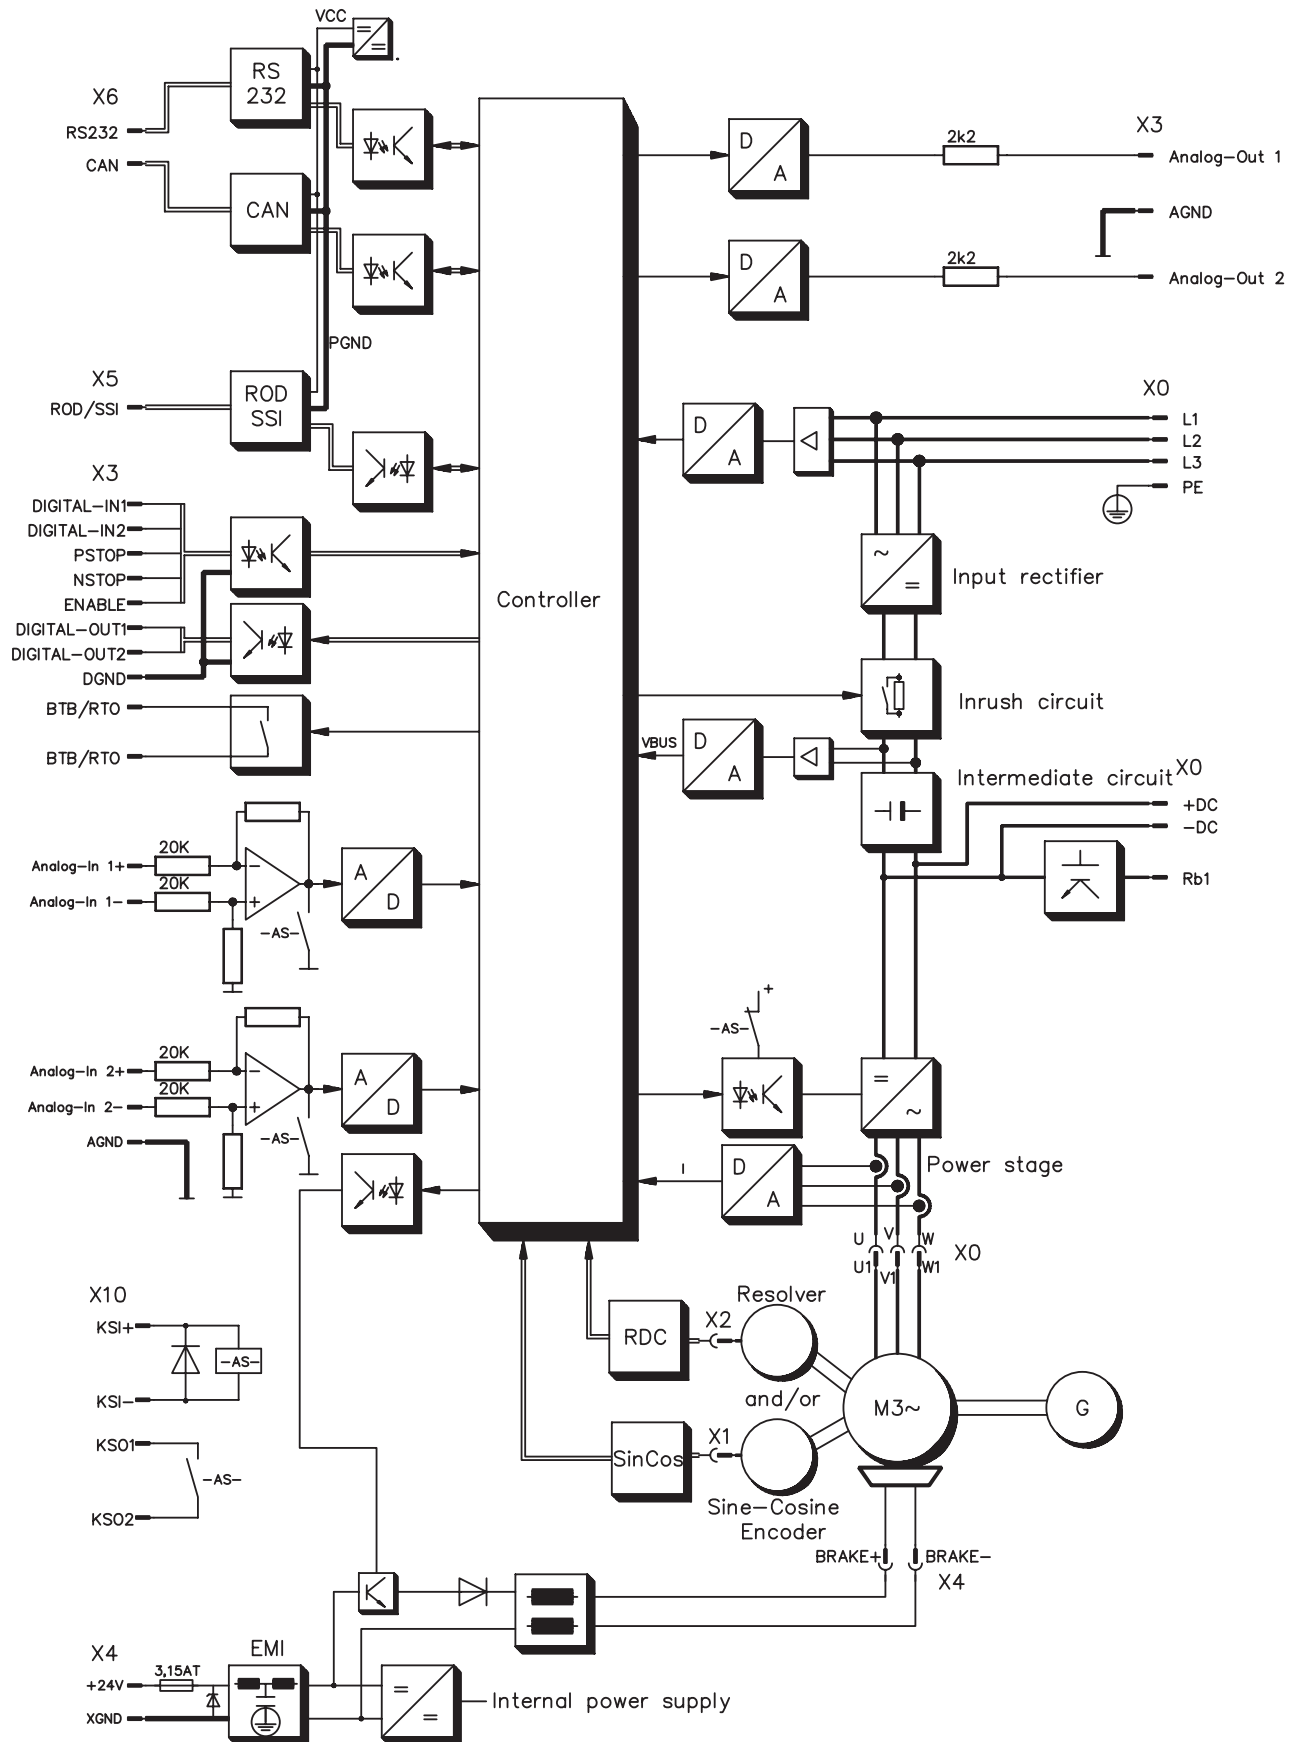 VCC
=
=
RS
232
X6
RS232
CAN
CAN
PGND
X5
ROD/SSI
ROD
SSI
X3
DIGITAL-IN1
DIGITAL-IN2
PSTOP
NSTOP
ENABLE
DIGITAL-OUT1
DIGITAL-OUT2
DGND
BTB/RTO
BTB/RTO
Analog-In 1+
20K
20K
Analog-In 1-
-
+
-AS-
A
D
Analog-In 2+
20K
20K
Analog-In 2-
-
+
-AS-
A
D
AGND
Controller
D
A
2k2
X3
Analog-Out 1
AGND
D
A
2k2
Analog-Out 2
X0
L1
L2
L3
PE
D
A
~
=
Input rectifier
Inrush circuit
VBUS
D
A
Intermediate circuit
X0
+DC
-DC
Rb1
+
-AS-
=
~
Power stage
I
D
A
U
V
W
U1
V1
W1
X0
Resolver
X2
RDC
and/or
M3~
G
X1
SinCos
Sine-Cosine
Encoder
BRAKE+
BRAKE-
X4
X10
KSI+
-AS-
KSI-
KSO1
-AS-
KSO2
X4
EMI
3,15AT
+24V
XGND
=
=
Internal power supply